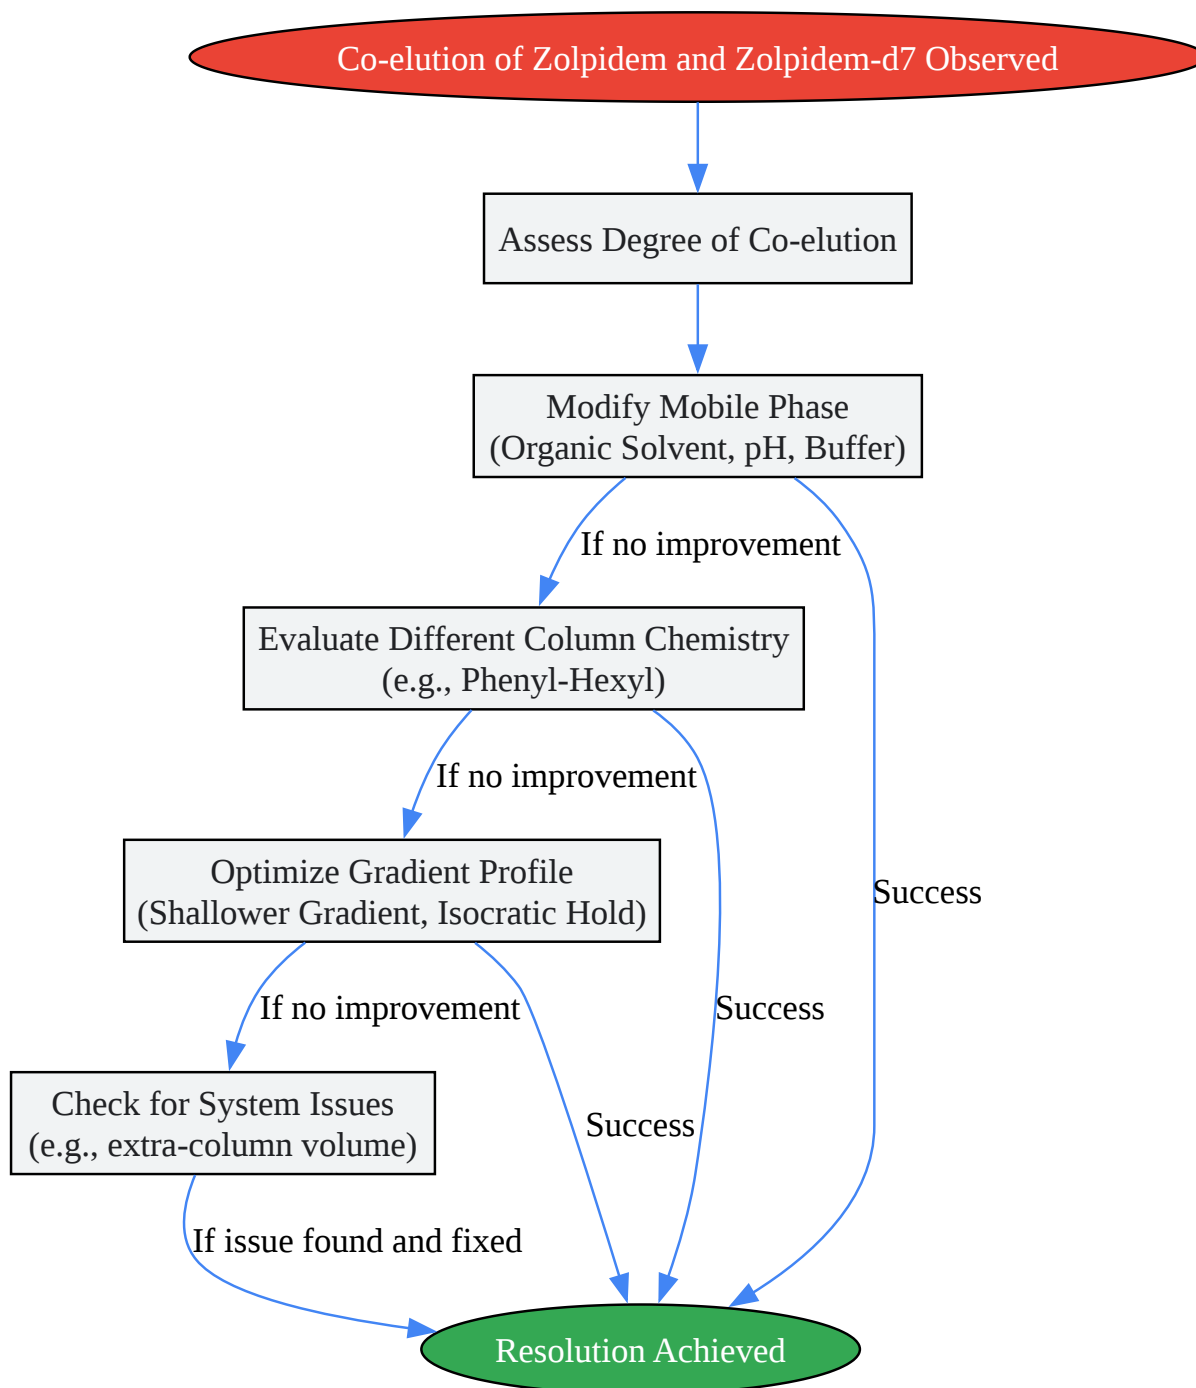 Co-elution of Zolpidem and Zolpidem-d7 Observed
Assess Degree of Co-elution
Modify Mobile Phase
(Organic Solvent, pH, Buffer)
If no improvement
Evaluate Different Column Chemistry
(e.g., Phenyl-Hexyl)
If no improvement
Optimize Gradient Profile
(Shallower Gradient, Isocratic Hold)
Success
If no improvement
Success
Check for System Issues
(e.g., extra-column volume)
Success
If issue found and fixed
Resolution Achieved